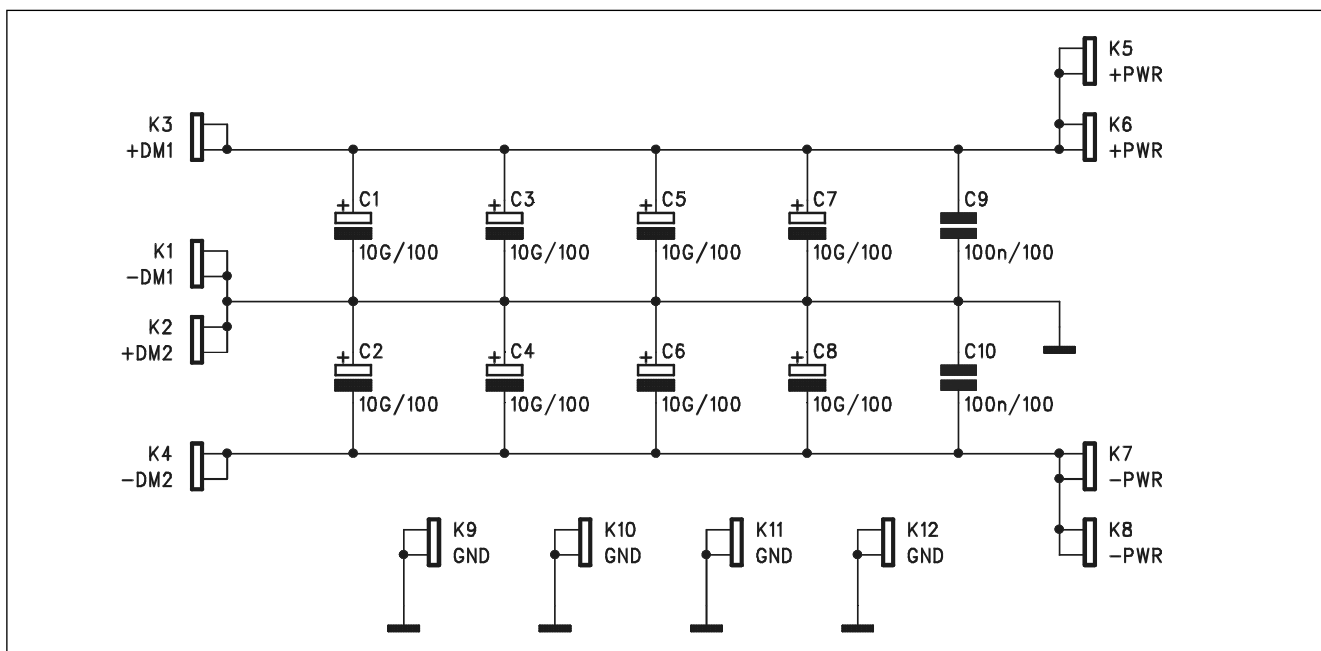 K5
+PWR
K3
+DM1
K6
+PWR
+ C1
10G/100
+ C3
10G/100
+ C5
10G/100
+ C7
10G/100
C9
100n/100
K1
-DM1
K2
+DM2
+ C2
10G/100
+ C4
10G/100
+ C6
10G/100
+ C8
10G/100
C10
100n/100
K4
-DM2
K7
-PWR
K9
GND
K10
GND
K11
GND
K12
GND
K8
-PWR